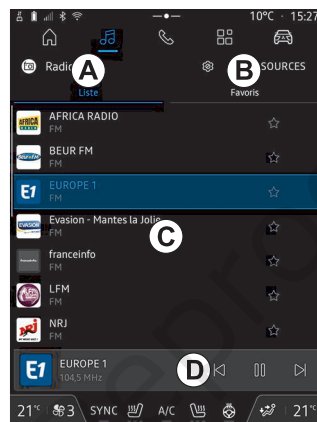 10°C · 15:27
Radio A
B SOURCES
Liste
Favoris
AFRICA RADIO
FM
BEUR FM
FM
E1
EUROPE 1
FM
EVASION
Evasion - Mantes la Jolie
FM
C
franceinfo
FM
LFM
FM
NRJ
FM
E1
EUROPE 1
104,5 MHz
D
21°C 3 SYNC A/C 21°C